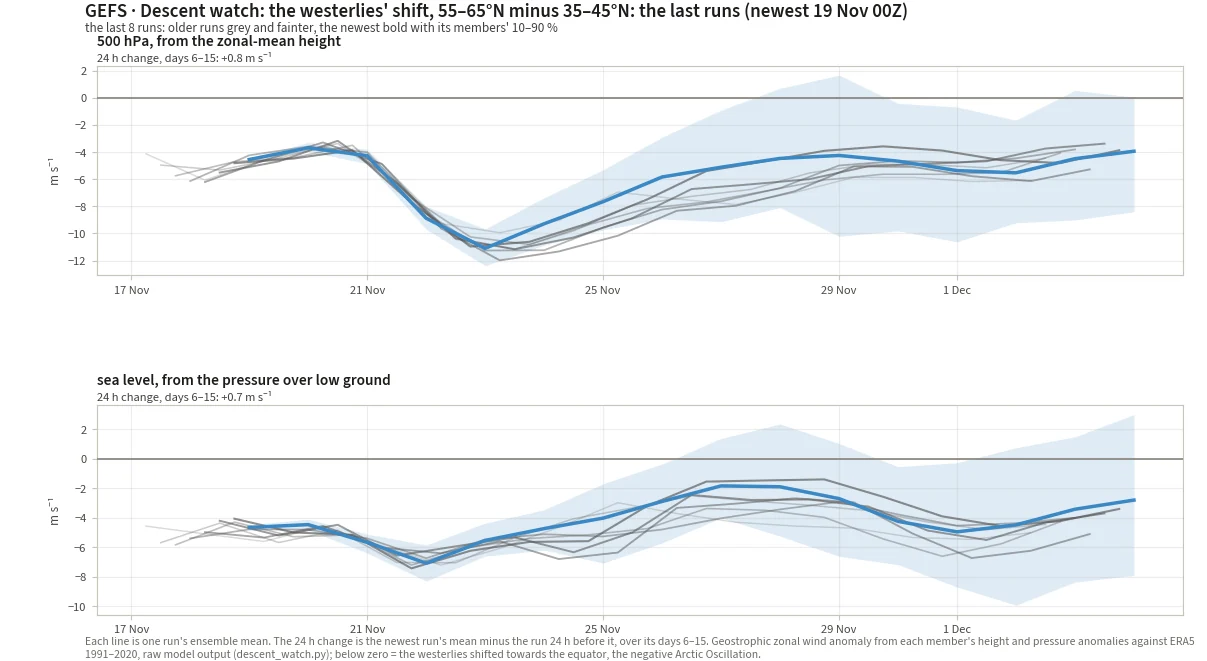 GEFS · Descent watch: the westerlies' shift, 55–65°N minus 35–45°N: the last runs (newest 19 Nov 00Z)
the last 8 runs: older runs grey and fainter, the newest bold with its members' 10–90 %
500 hPa, from the zonal-mean height
24 h change, days 6–15: +0.8 m s⁻¹
2
0
−2
−4
−6
−8
−10
−12
m s⁻¹
17 Nov 21 Nov 25 Nov 29 Nov 1 Dec
sea level, from the pressure over low ground
24 h change, days 6–15: +0.7 m s⁻¹
2
0
−2
−4
−6
−8
−10
m s⁻¹
17 Nov 21 Nov 25 Nov 29 Nov 1 Dec
Each line is one run's ensemble mean. The 24 h change is the newest run's mean minus the run 24 h before it, over its days 6–15. Geostrophic zonal wind anomaly from each member's height and pressure anomalies against ERA5
1991–2020, raw model output (descent_watch.py); below zero = the westerlies shifted towards the equator, the negative Arctic Oscillation.